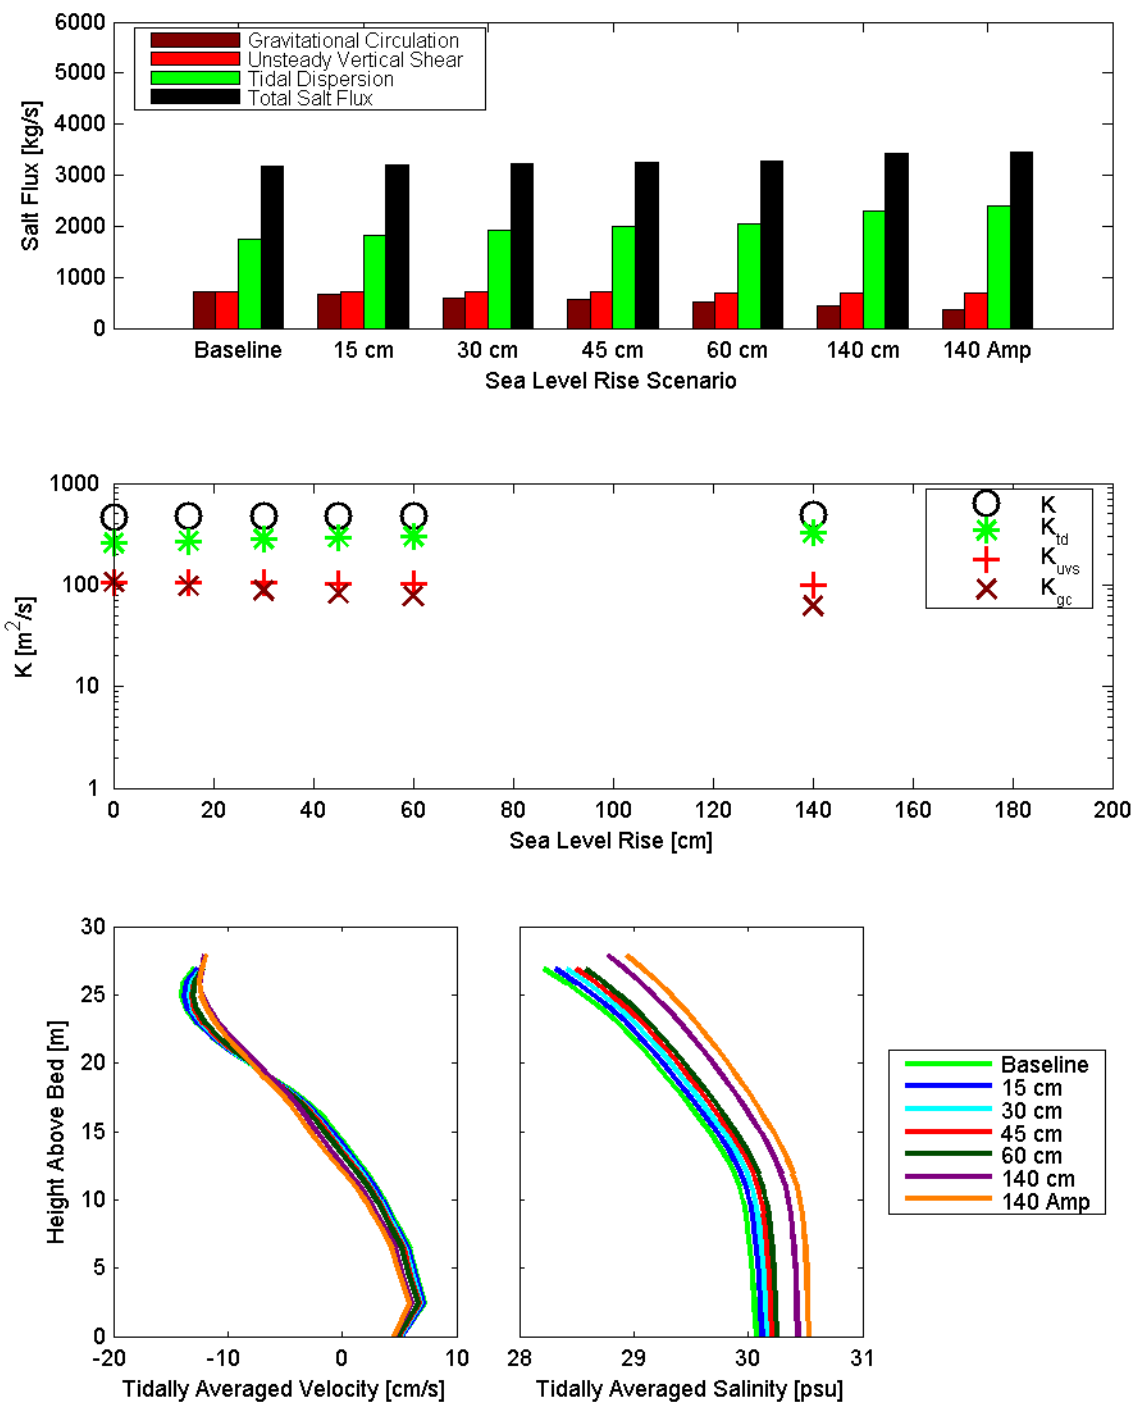 6000
5000
4000
3000
2000
1000
0
Salt Flux [kg/s]
Gravitational Circulation
Unsteady Vertical Shear
Tidal Dispersion
Total Salt Flux
Baseline 15 cm 30 cm 45 cm 60 cm 140 cm 140 Amp
Sea Level Rise Scenario
1000
100
10
1
K [m²/s]
K
K_td
K_uvs
K_gc
0 20 40 60 80 100 120 140 160 180 200
Sea Level Rise [cm]
30
25
20
15
10
5
0
Height Above Bed [m]
-20 -10 0 10
Tidally Averaged Velocity [cm/s]
28 29 30 31
Tidally Averaged Salinity [psu]
Baseline
15 cm
30 cm
45 cm
60 cm
140 cm
140 Amp